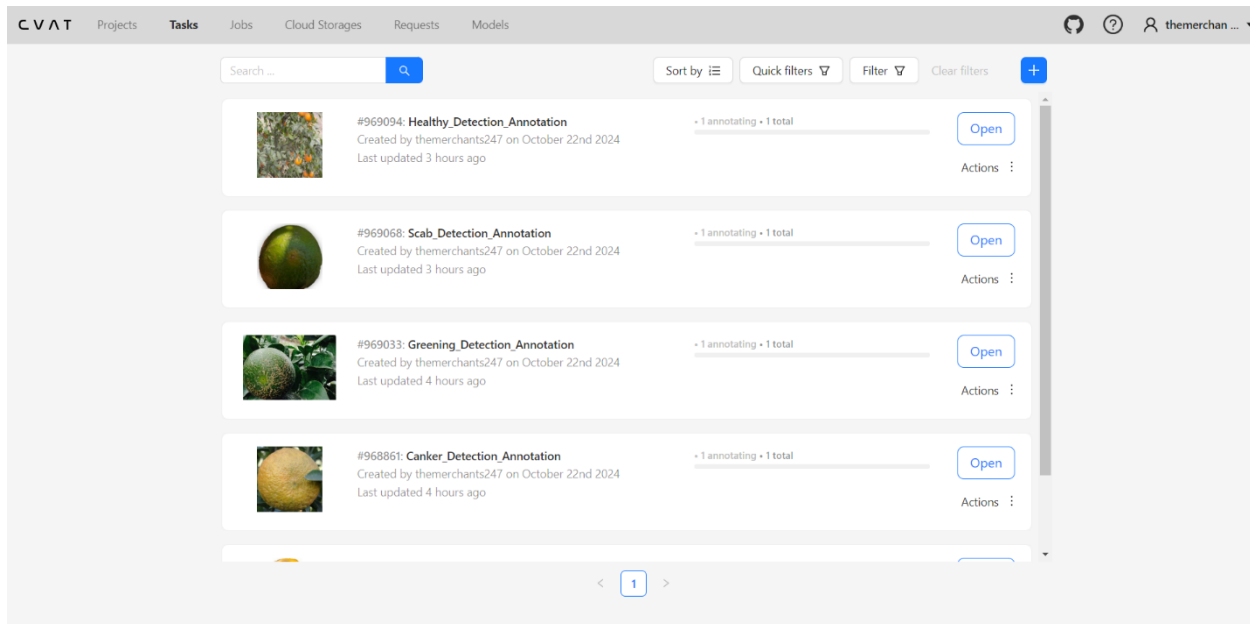 CVAT Projects Tasks Jobs Cloud Storages Requests Models themerchan ...
Search ... Sort by Quick filters Filter Clear filters
#969094: Healthy_Detection_Annotation
Created by themerchants247 on October 22nd 2024
Last updated 3 hours ago
• 1 annotating • 1 total
Open
Actions
#969068: Scab_Detection_Annotation
Created by themerchants247 on October 22nd 2024
Last updated 3 hours ago
• 1 annotating • 1 total
Open
Actions
#969033: Greening_Detection_Annotation
Created by themerchants247 on October 22nd 2024
Last updated 4 hours ago
• 1 annotating • 1 total
Open
Actions
#968861: Canker_Detection_Annotation
Created by themerchants247 on October 22nd 2024
Last updated 4 hours ago
• 1 annotating • 1 total
Open
Actions
< 1 >